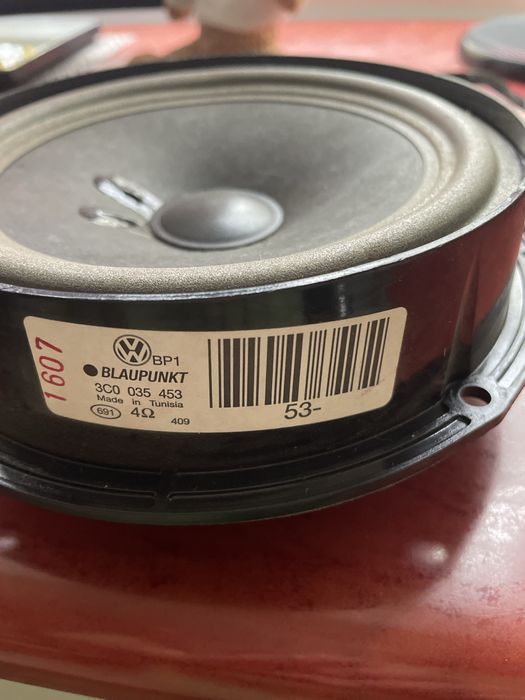 1607
VW BP1
BLAUPUNKT
3C0 035 453
Made in Tunisia
691 4Ω 409
53-